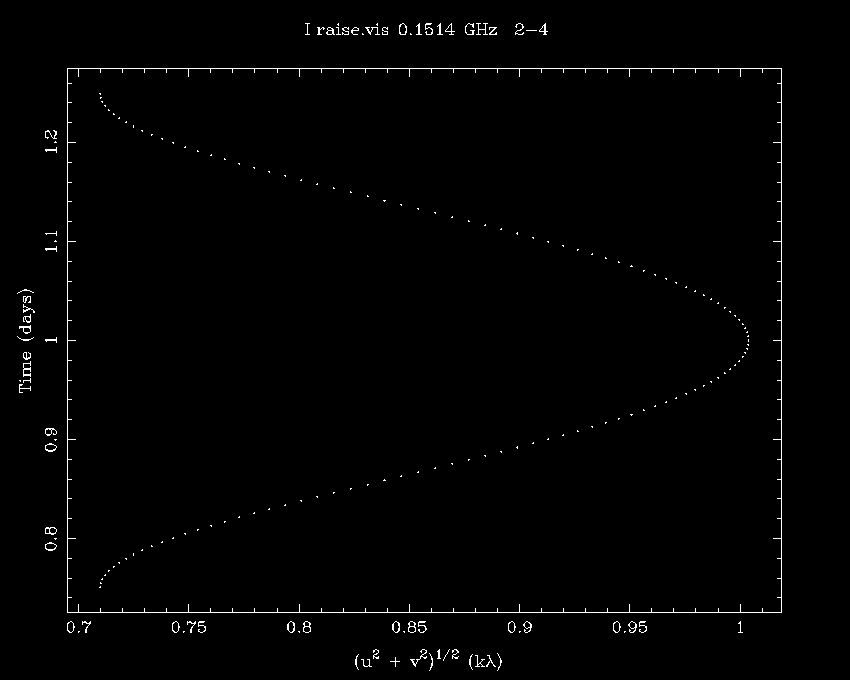 I raise.vis 0.1514 GHz 2-4
1.2
1.1
1
0.9
0.8
Time (days)
0.7 0.75 0.8 0.85 0.9 0.95 1
(u² + v²)¹/² (kλ)